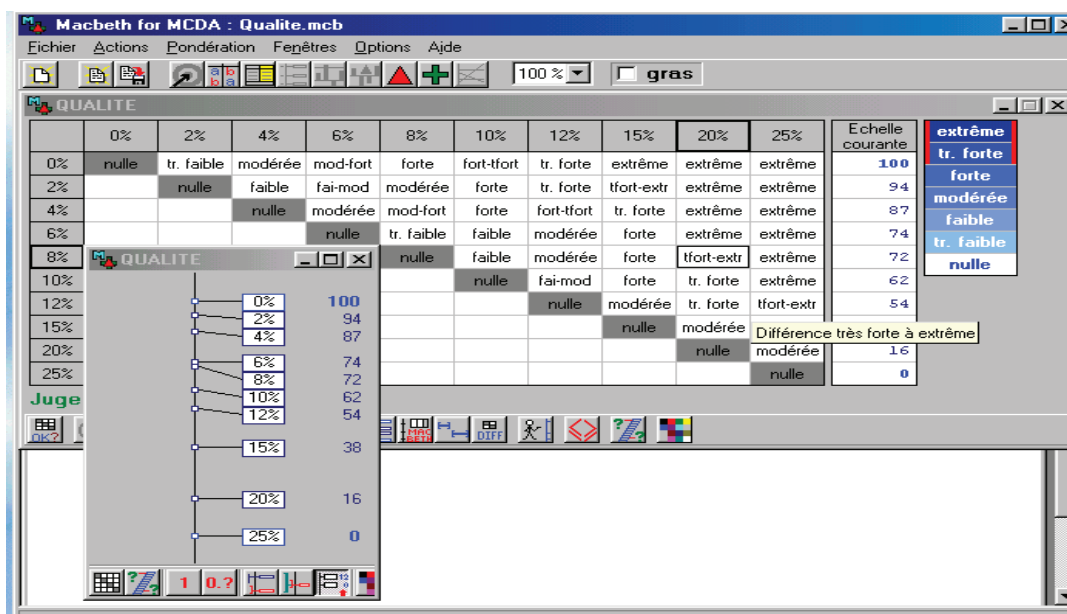 Macbeth for MCDA : Qualite.mcb
Fichier Actions Pondération Fenêtres Options Aide
100 % gras
QUALITE
0% 2% 4% 6% 8% 10% 12% 15% 20% 25% Echelle courante extrême
0% nulle tr. faible modérée mod-fort forte fort-tfort tr. forte extrême extrême extrême 100 tr. forte
2% nulle faible fai-mod modérée forte tr. forte tfort-extr extrême extrême 94 forte
4% nulle modérée mod-fort forte fort-tfort tr. forte extrême extrême 87 modérée
6% nulle tr. faible faible modérée forte extrême extrême 74 faible
8% nulle faible modérée forte tfort-extr extrême 72 tr. faible
10% nulle fai-mod forte tr. forte extrême 62 nulle
12% nulle modérée tr. forte tfort-extr 54
15% nulle modérée Différence très forte à extrême
20% nulle modérée 16
25% nulle 0
Juge
OK? MAC BETH DIFF
QUALITE
0% 100
2% 94
4% 87
6% 74
8% 72
10% 62
12% 54
15% 38
20% 16
25% 0
1 0.?